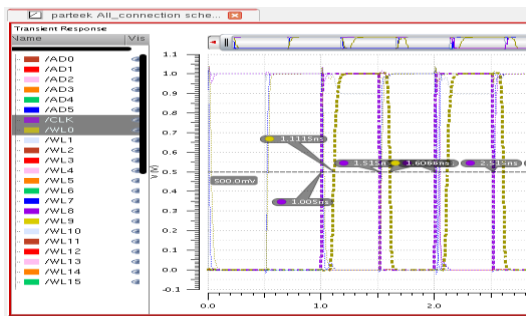 parteek All_connection sche...
Transient Response
Name Vis
/AD0
/AD1
/AD2
/AD3
/AD4
/AD5
/CLK
/WL0
/WL1
/WL2
/WL3
/WL4
/WL5
/WL6
/WL7
/WL8
/WL9
/WL10
/WL11
/WL12
/WL13
/WL14
/WL15
V (V)
1.1
1.0
0.9
0.8
0.7
0.6
0.5
0.4
0.3
0.2
0.1
0.0
-0.1
500.0mV
1.1115ns
1.005ns
1.515ns
1.6068ns
0.0 1.0 2.0